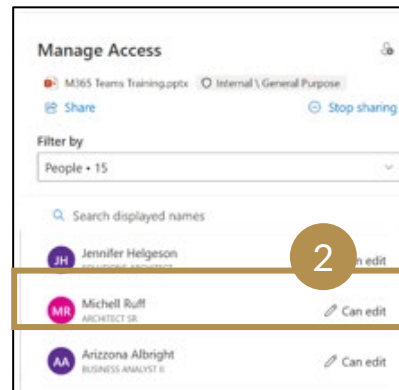 Manage Access
M365 Teams Training.pptx Internal \ General Purpose
Share Stop sharing
Filter by
People • 15
Search displayed names
JH Jennifer Helgeson
2 n edit
SOLUTIONS ARCHITECT
MR Michell Ruff Can edit
ARCHITECT SR
AA Arizzona Albright Can edit
BUSINESS ANALYST II